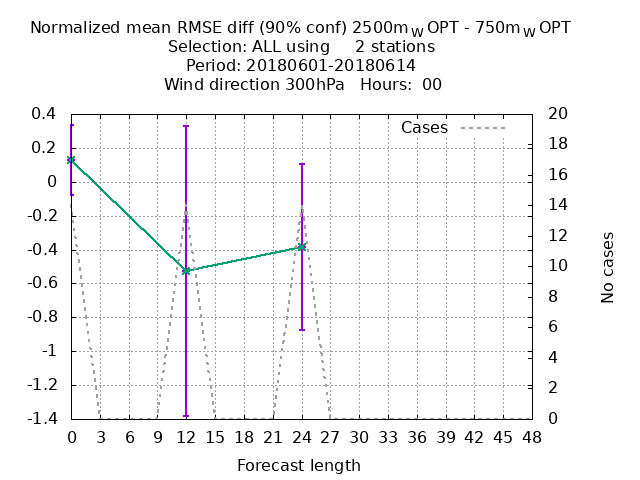 Normalized mean RMSE diff (90% conf) 2500m_W OPT - 750m_W OPT
Selection: ALL using 2 stations
Period: 20180601-20180614
Wind direction 300hPa Hours: 00
Cases
0.4
0.2
0
-0.2
-0.4
-0.6
-0.8
-1
-1.2
-1.4
20
18
16
14
12
10
8
6
4
2
0
No cases
0 3 6 9 12 15 18 21 24 27 30 33 36 39 42 45 48
Forecast length